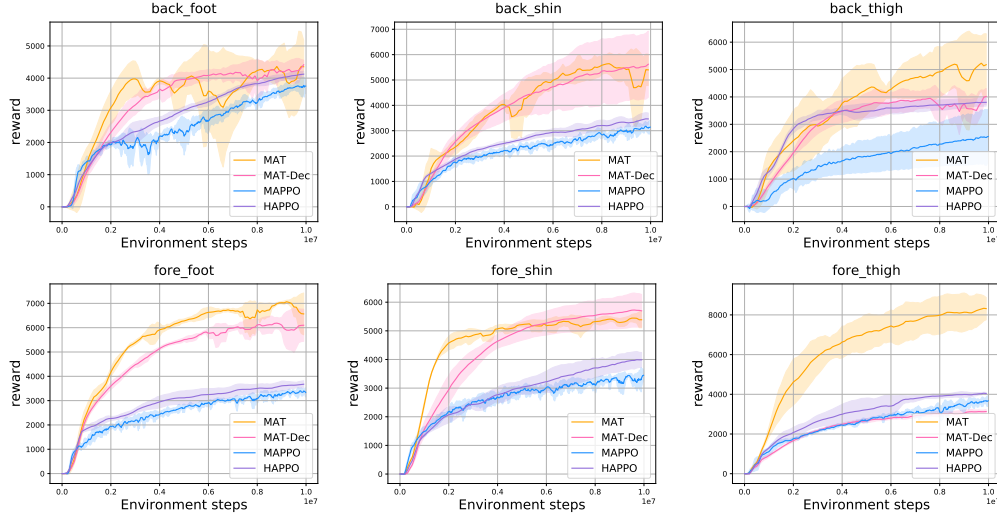 back_foot
5000
4000
3000
2000
1000
0
reward
MAT
MAT-Dec
MAPPO
HAPPO
0.0 0.2 0.4 0.6 0.8 1.0
1e7
Environment steps
back_shin
7000
6000
5000
4000
3000
2000
1000
0
reward
MAT
MAT-Dec
MAPPO
HAPPO
0.0 0.2 0.4 0.6 0.8 1.0
1e7
Environment steps
back_thigh
6000
5000
4000
3000
2000
1000
0
reward
MAT
MAT-Dec
MAPPO
HAPPO
0.0 0.2 0.4 0.6 0.8 1.0
1e7
Environment steps
fore_foot
7000
6000
5000
4000
3000
2000
1000
0
reward
MAT
MAT-Dec
MAPPO
HAPPO
0.0 0.2 0.4 0.6 0.8 1.0
1e7
Environment steps
fore_shin
6000
5000
4000
3000
2000
1000
0
reward
MAT
MAT-Dec
MAPPO
HAPPO
0.0 0.2 0.4 0.6 0.8 1.0
1e7
Environment steps
fore_thigh
8000
6000
4000
2000
0
reward
MAT
MAT-Dec
MAPPO
HAPPO
0.0 0.2 0.4 0.6 0.8 1.0
1e7
Environment steps